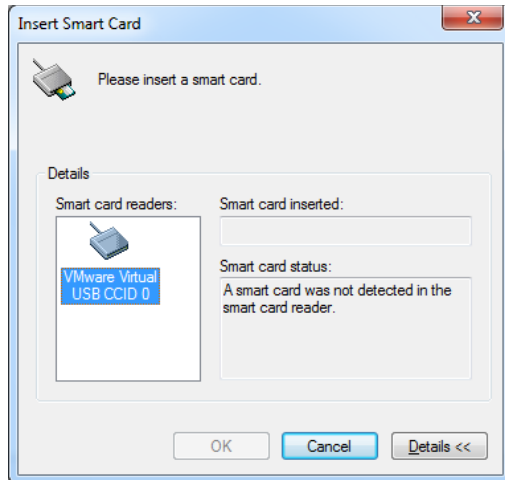 Insert Smart Card
Please insert a smart card.
Details
Smart card readers:
VMware Virtual
USB CCID 0
Smart card inserted:
Smart card status:
A smart card was not detected in the
smart card reader.
OK
Cancel
Details <<